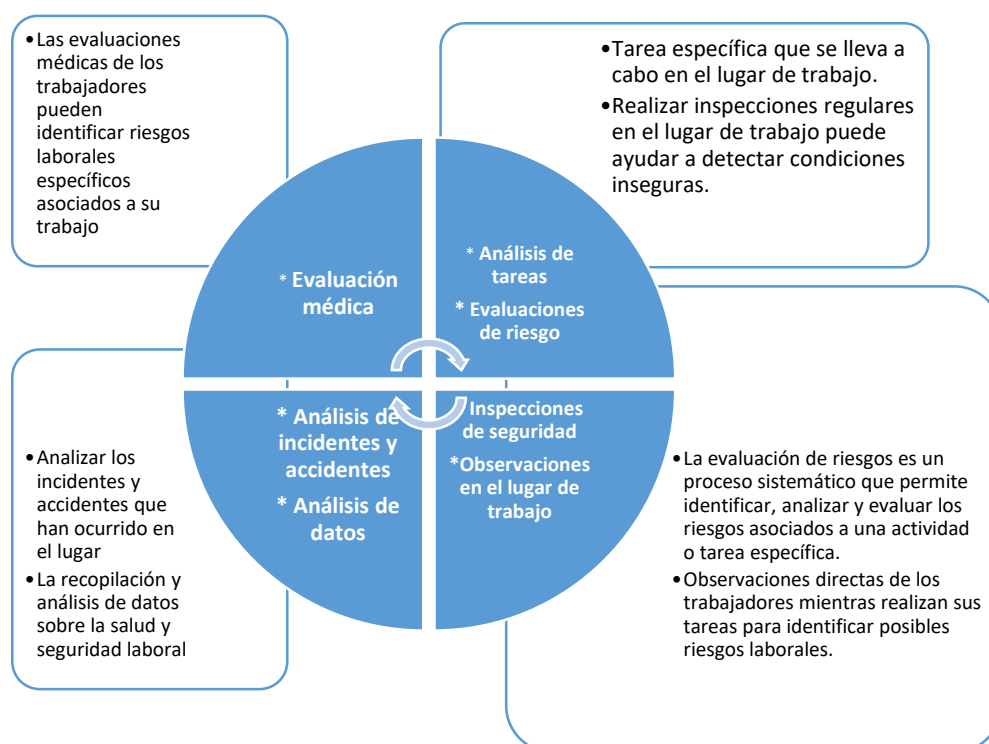 •Las evaluaciones
médicas de los
trabajadores
pueden
identificar riesgos
laborales
específicos
asociados a su
trabajo
•Tarea específica que se lleva a
cabo en el lugar de trabajo.
•Realizar inspecciones regulares
en el lugar de trabajo puede
ayudar a detectar condiciones
inseguras.
* Evaluación
médica
* Análisis de
tareas
* Evaluaciones
de riesgo
* Análisis de
incidentes y
accidentes
* Análisis de
datos
Inspecciones
de seguridad
*Observaciones
en el lugar de
trabajo
•Analizar los
incidentes y
accidentes que
han ocurrido en
el lugar
•La recopilación y
análisis de datos
sobre la salud y
seguridad laboral
•La evaluación de riesgos es un
proceso sistemático que permite
identificar, analizar y evaluar los
riesgos asociados a una actividad
o tarea específica.
•Observaciones directas de los
trabajadores mientras realizan sus
tareas para identificar posibles
riesgos laborales.